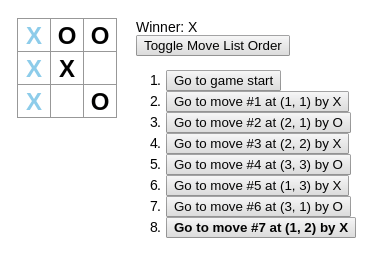 X O O
X X
X O
Winner: X
Toggle Move List Order
1. Go to game start
2. Go to move #1 at (1, 1) by X
3. Go to move #2 at (2, 1) by O
4. Go to move #3 at (2, 2) by X
5. Go to move #4 at (3, 3) by O
6. Go to move #5 at (1, 3) by X
7. Go to move #6 at (3, 1) by O
8. Go to move #7 at (1, 2) by X